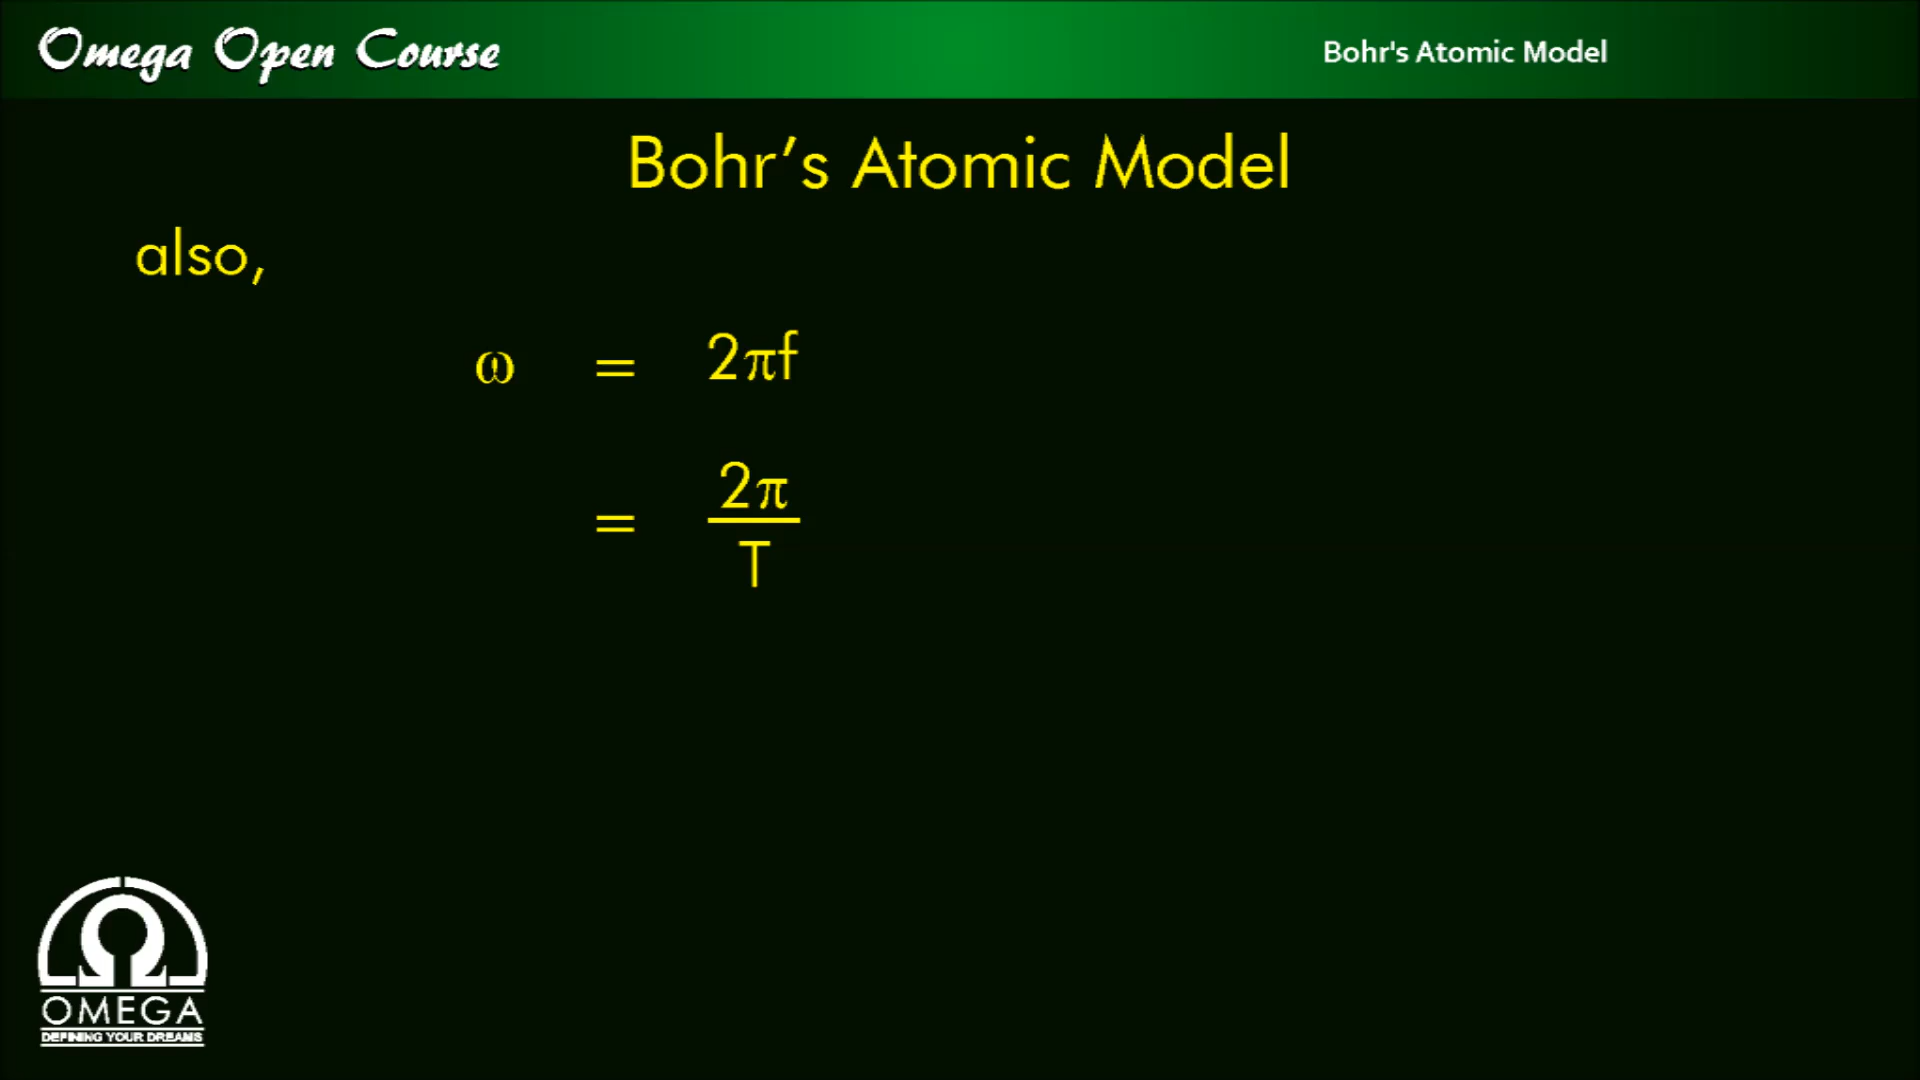 Omega Open Course
Bohr's Atomic Model
Bohr's Atomic Model
also,
ω = 2πf
= 2π/T
OMEGA
DEFINING YOUR DREAMS